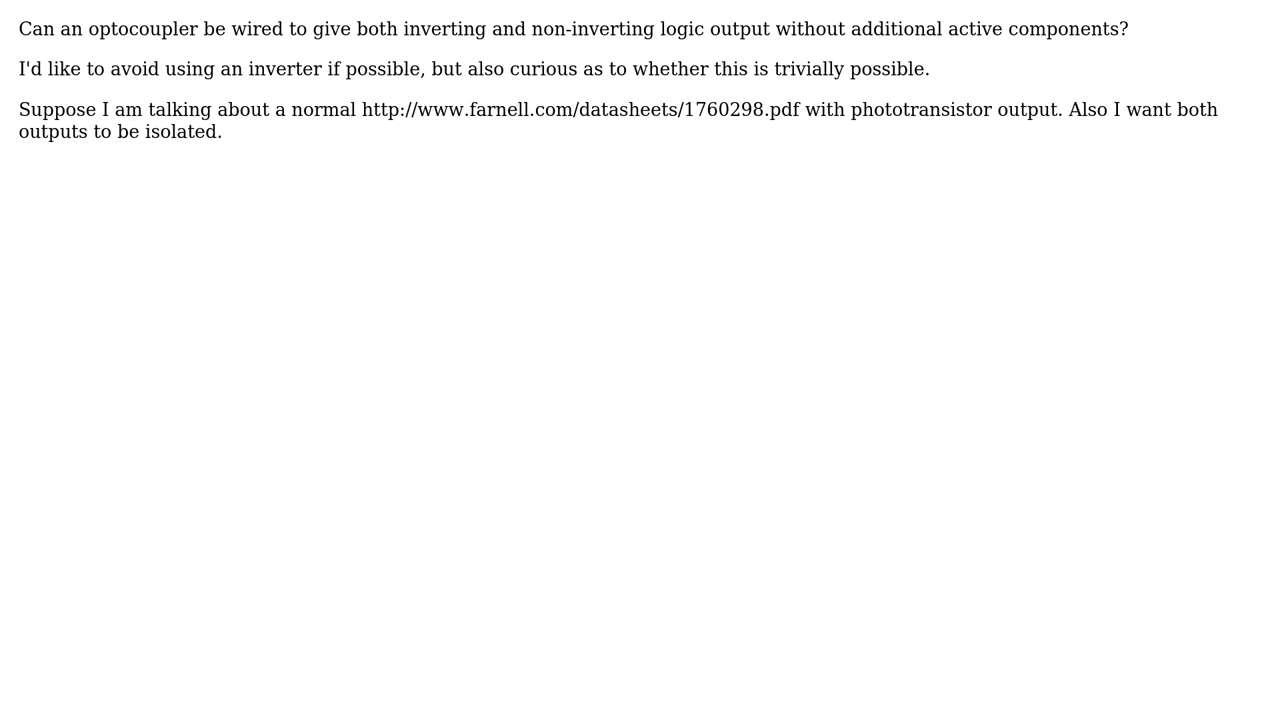 Can an optocoupler be wired to give both inverting and non-inverting logic output without additional active components?
I'd like to avoid using an inverter if possible, but also curious as to whether this is trivially possible.
Suppose I am talking about a normal http://www.farnell.com/datasheets/1760298.pdf with phototransistor output. Also I want both
outputs to be isolated.